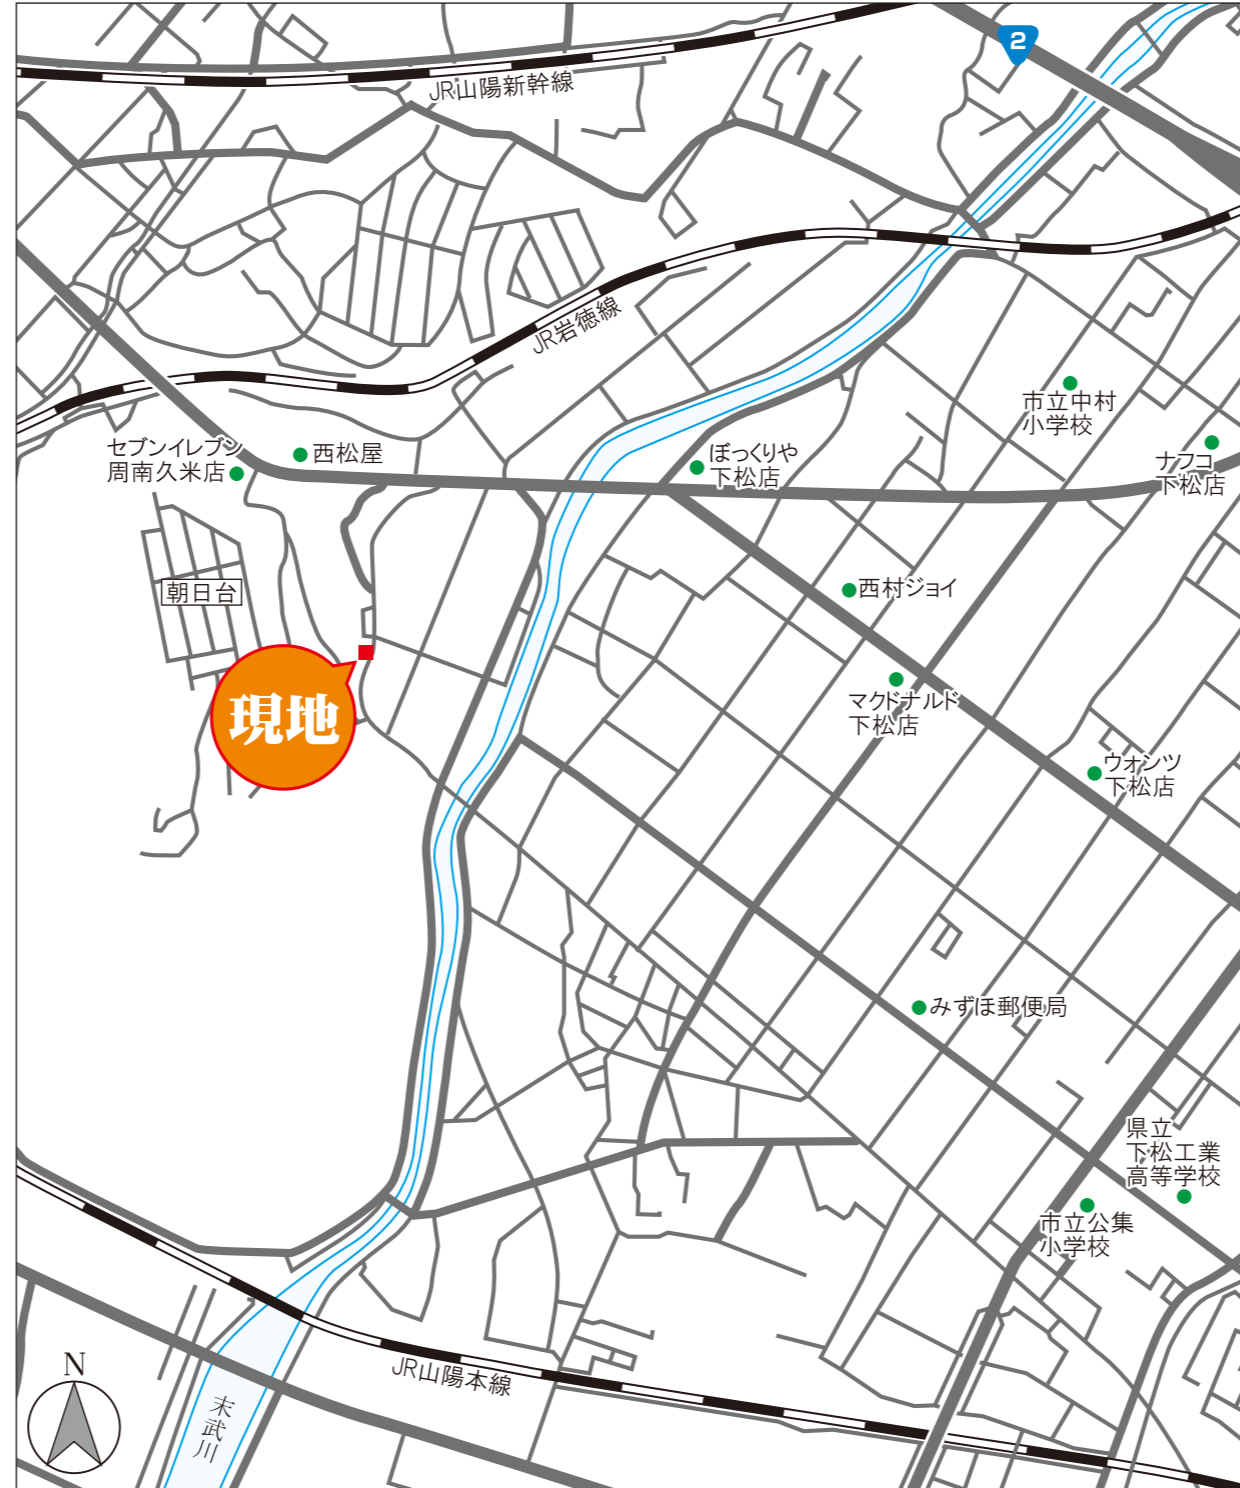 2
JR山陽新幹線
JR岩徳線
市立中村
小学校
セブンイレブン
周南久米店
西松屋
ぽっくりや
下松店
ナフコ
下松店
朝日台
西村ジョイ
現地
マクドナルド
下松店
ウォンツ
下松店
みずほ郵便局
県立
下松工業
高等学校
市立公集
小学校
N
JR山陽本線
末武川